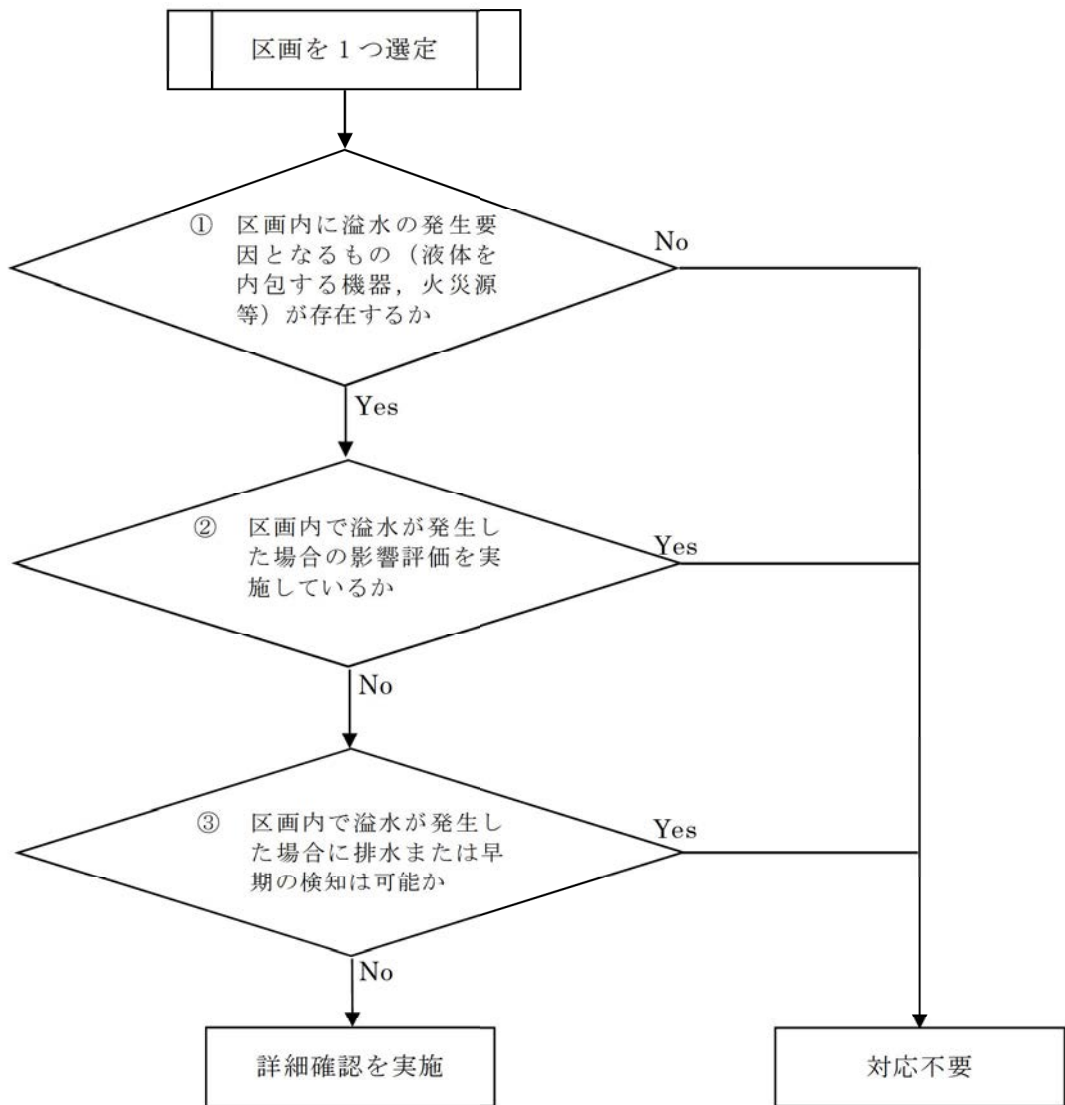 区画を1つ選定
① 区画内に溢水の発生要
因となるもの（液体を
内包する機器，火災源
等）が存在するか
No
Yes
② 区画内で溢水が発生し
た場合の影響評価を実
施しているか
Yes
No
③ 区画内で溢水が発生し
た場合に排水または早
期の検知は可能か
Yes
No
詳細確認を実施
対応不要